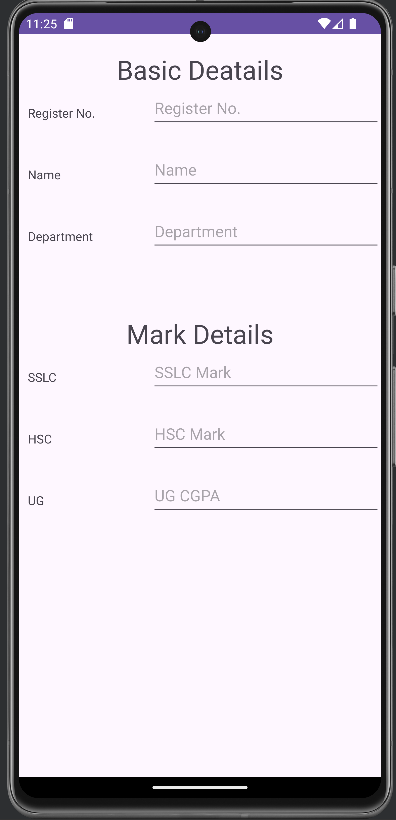 11:25
Basic Deatails
Register No. Register No.
Name Name
Department Department
Mark Details
SSLC SSLC Mark
HSC HSC Mark
UG UG CGPA